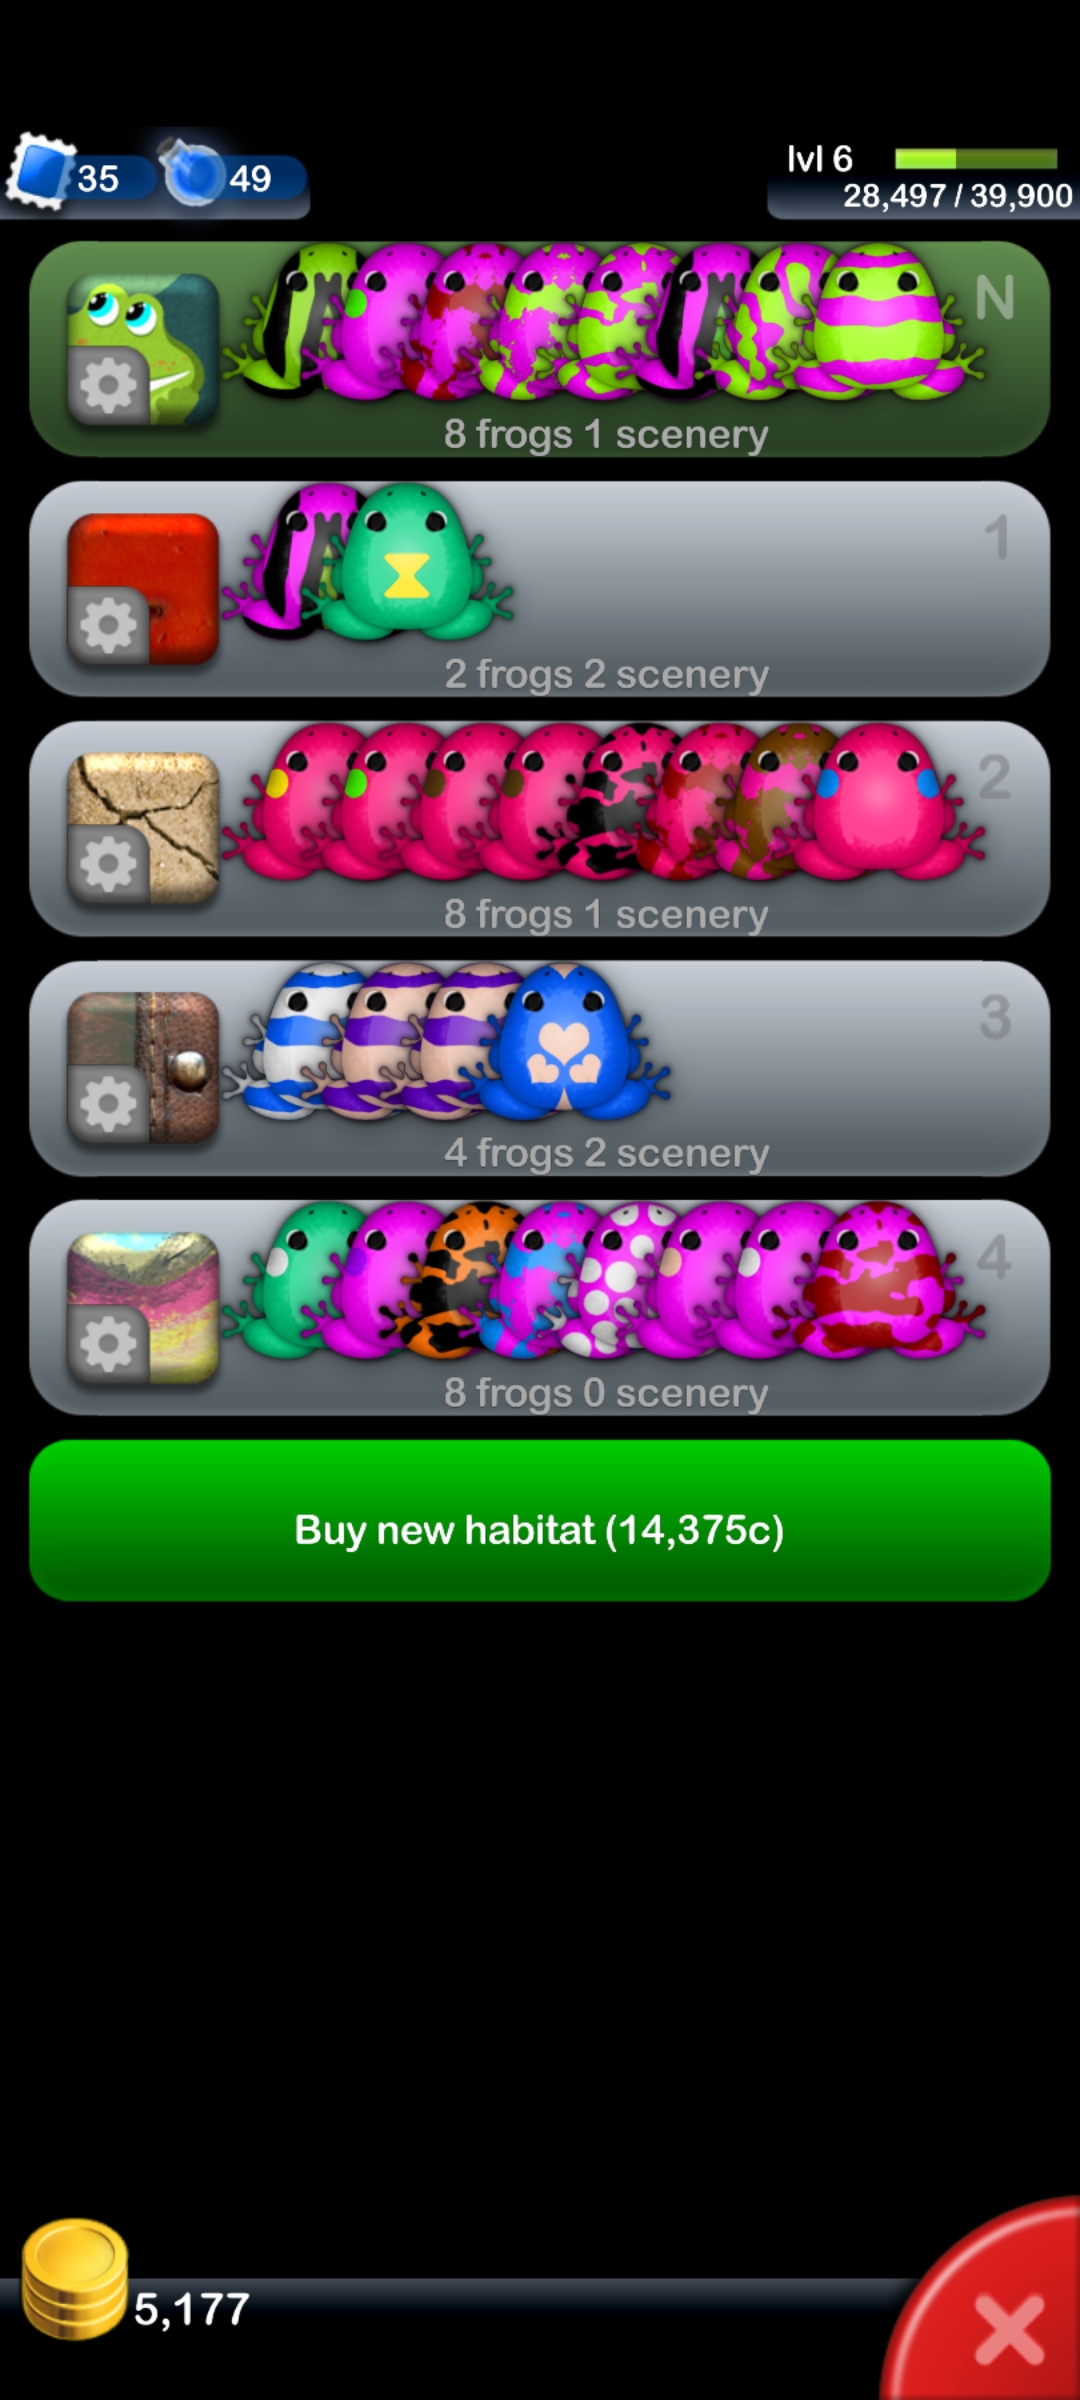 35
49
lvl 6
28,497 / 39,900
N
8 frogs 1 scenery
1
2 frogs 2 scenery
2
8 frogs 1 scenery
3
4 frogs 2 scenery
4
8 frogs 0 scenery
Buy new habitat (14,375c)
5,177